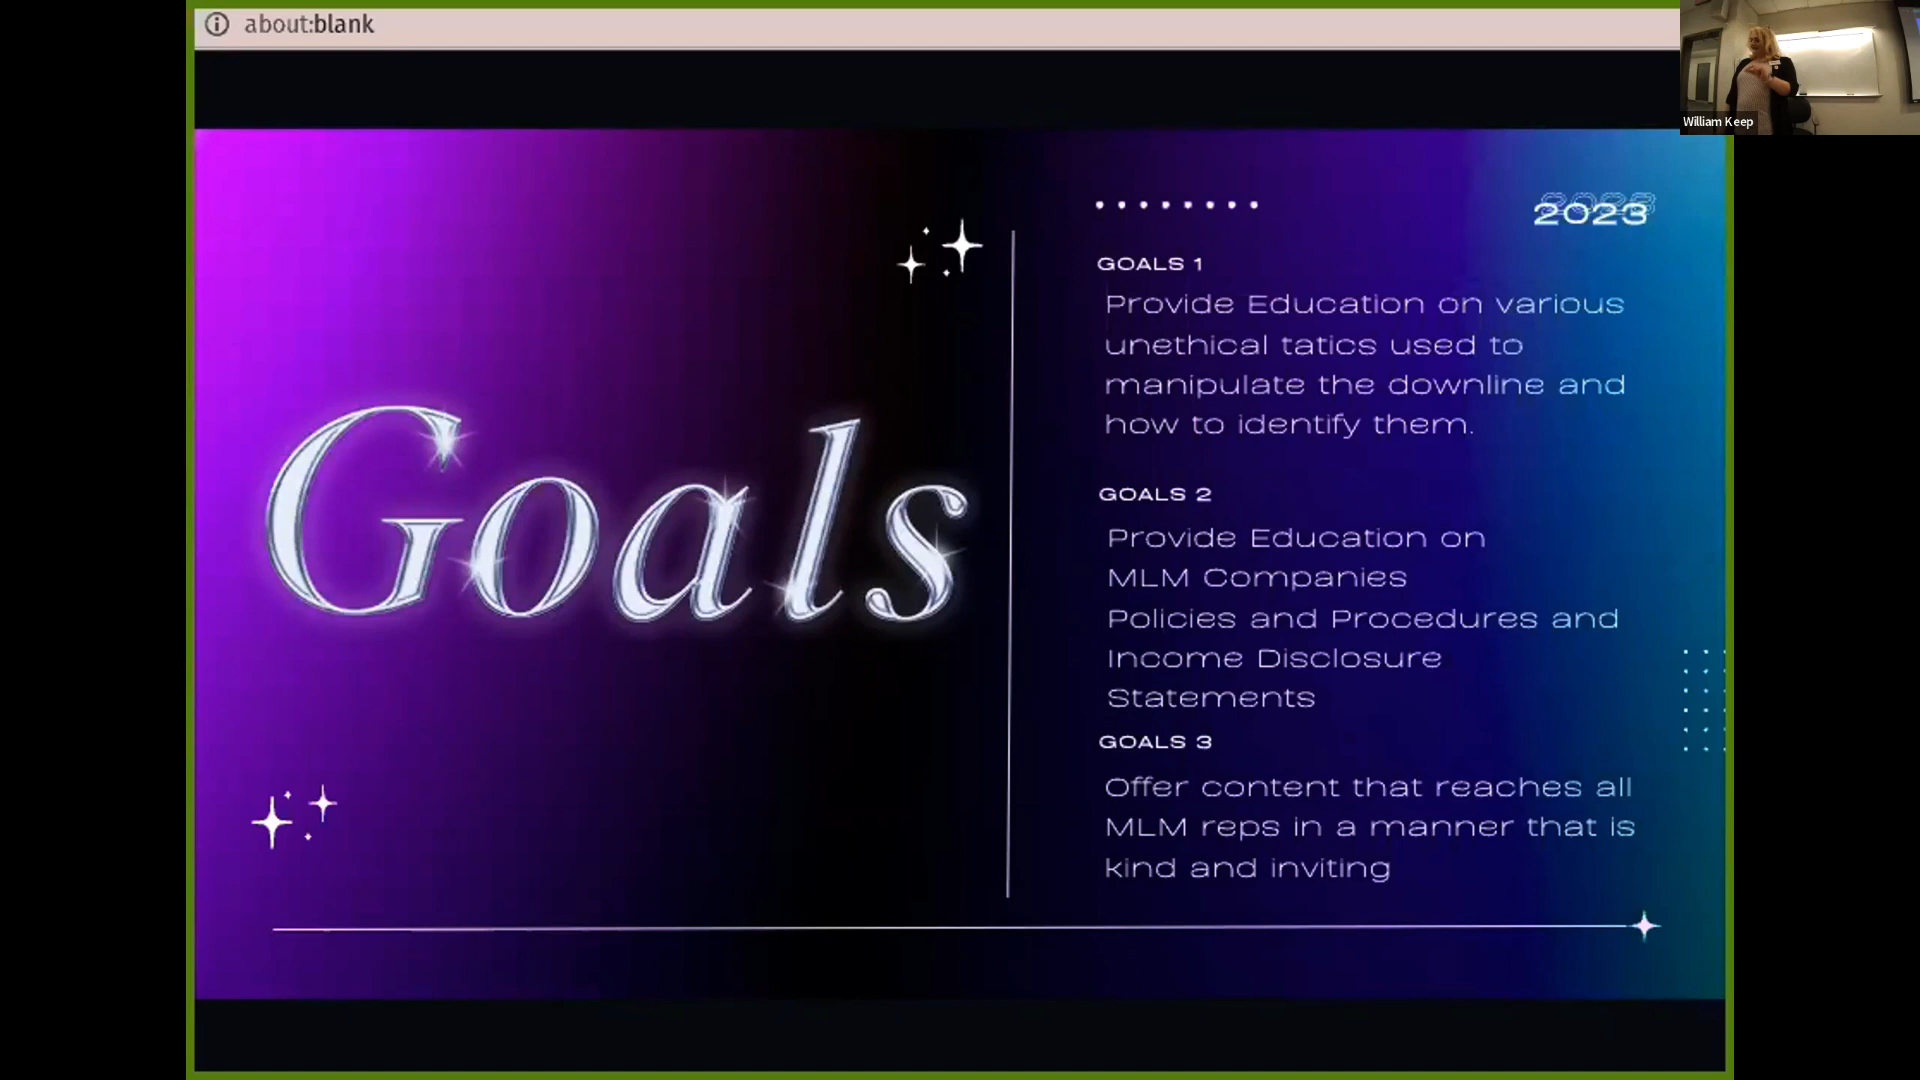 about:blank
William Keep
2023
2023
Goals
GOALS 1
Provide Education on various
unethical tatics used to
manipulate the downline and
how to identify them.
GOALS 2
Provide Education on
MLM Companies
Policies and Procedures and
Income Disclosure
Statements
GOALS 3
Offer content that reaches all
MLM reps in a manner that is
kind and inviting